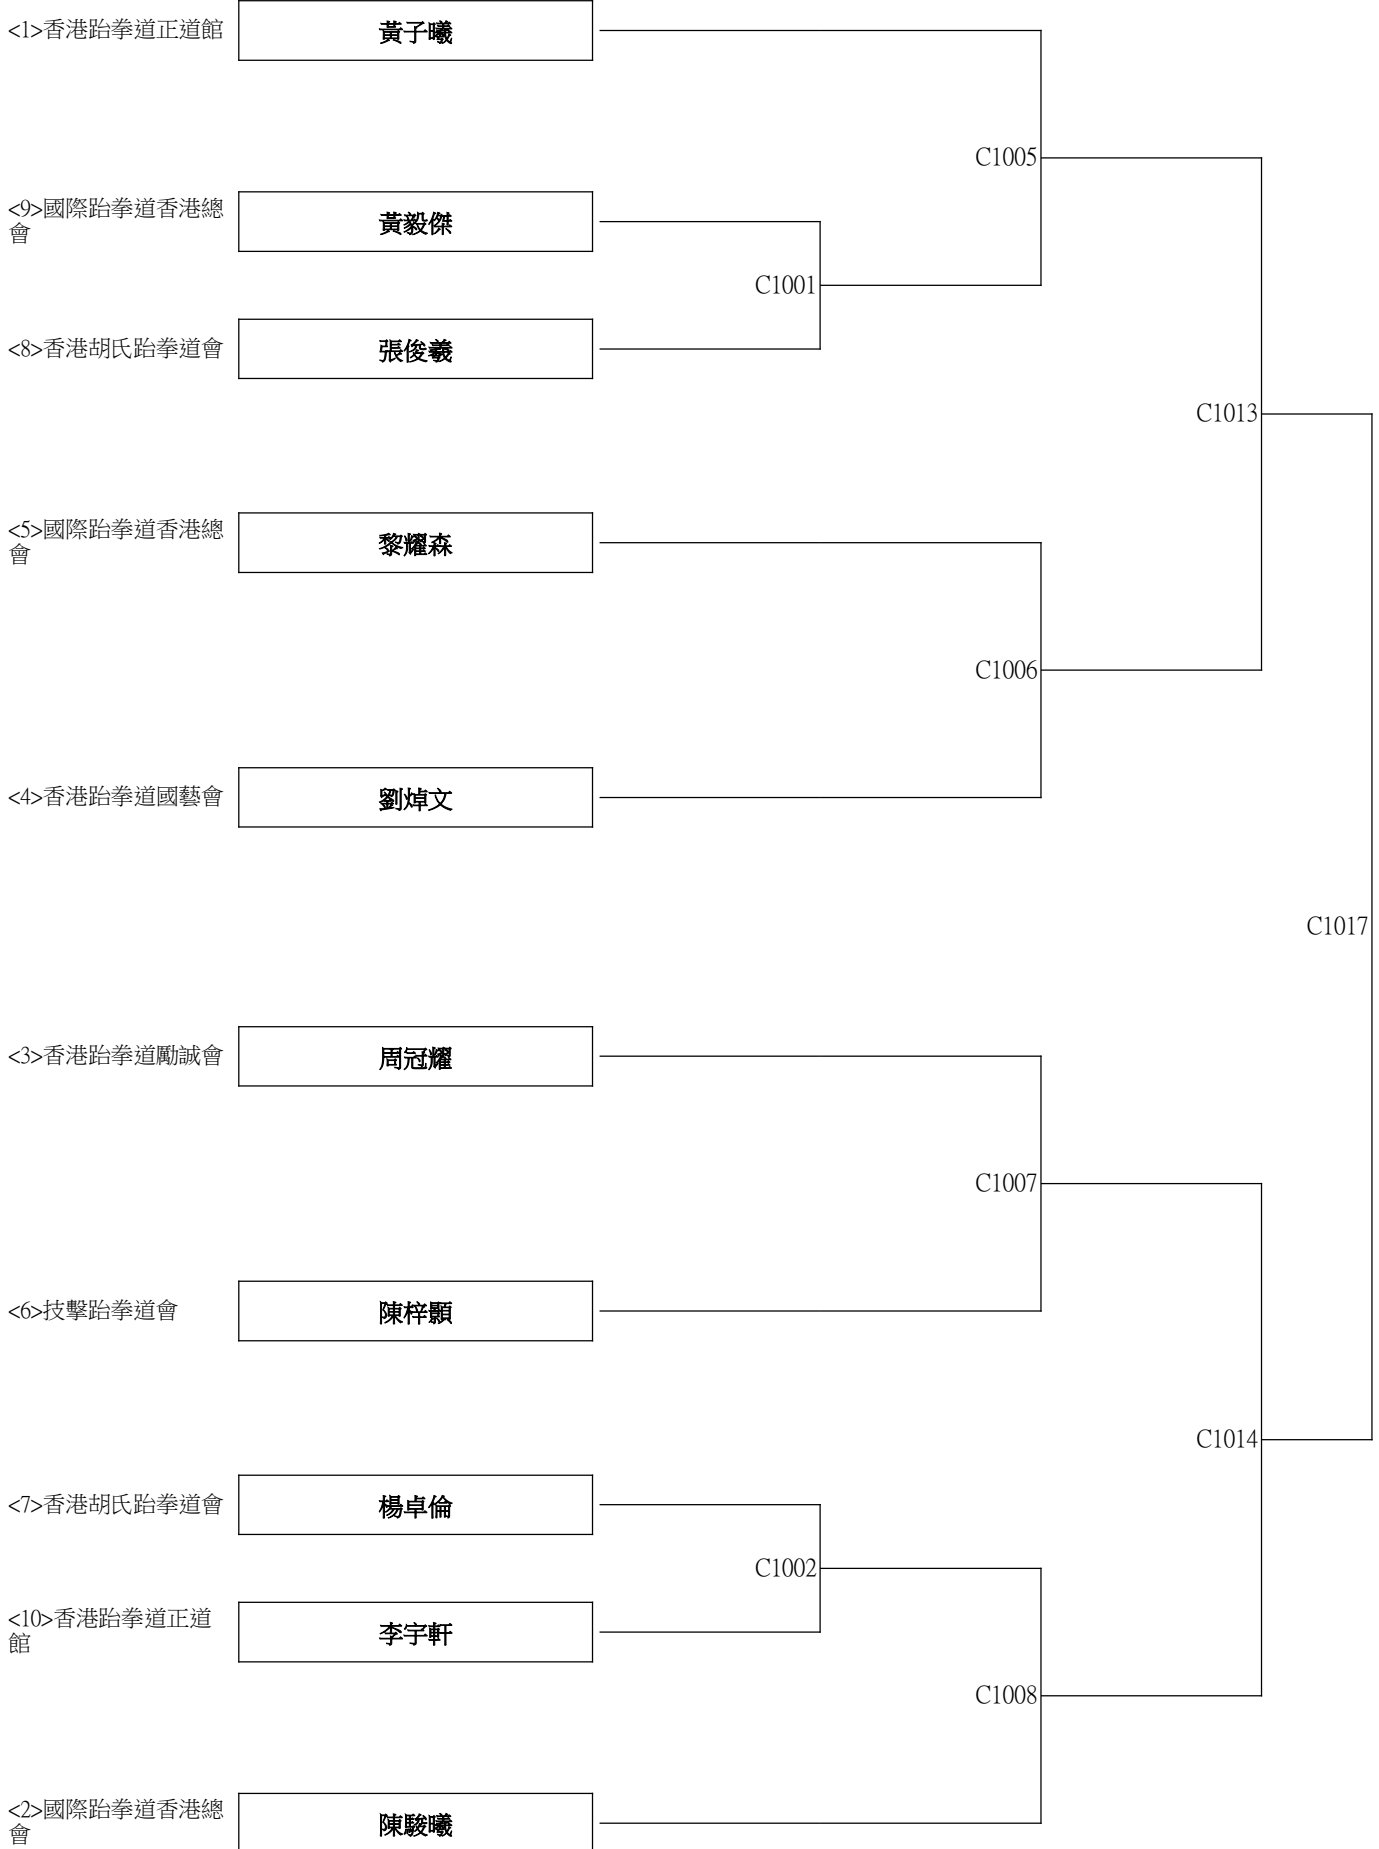 <1>香港跆拳道正道館
黃子曦
C1005
<9>國際跆拳道香港總
會
黃毅傑
C1001
<8>香港胡氏跆拳道會
張俊羲
C1013
<5>國際跆拳道香港總
會
黎耀森
C1006
<4>香港跆拳道國藝會
劉焯文
C1017
<3>香港跆拳道勵誠會
周冠耀
C1007
<6>技擊跆拳道會
陳梓顥
C1014
<7>香港胡氏跆拳道會
楊卓倫
C1002
<10>香港跆拳道正道
館
李宇軒
C1008
<2>國際跆拳道香港總
會
陳駿曦